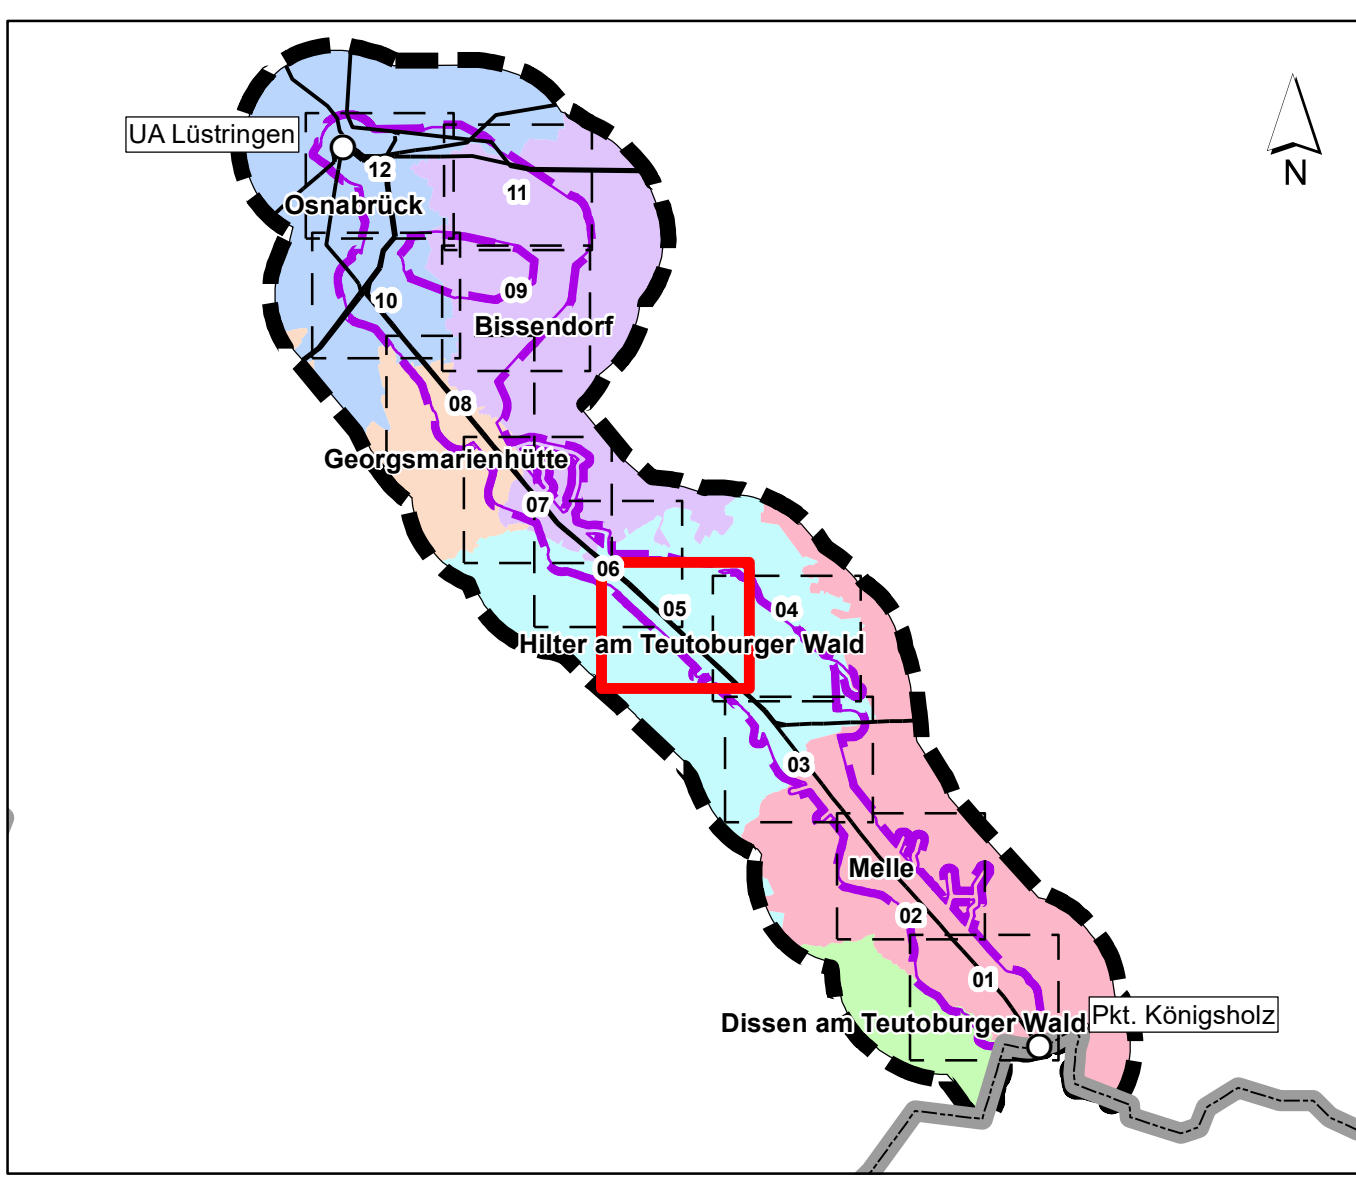 UA Lüstringen
N
12
11
Osnabrück
09
10
Bissendorf
08
Georgsmarienhütte
07
06
05
04
Hilter am Teutoburger Wald
03
Melle
02
01
Pkt. Königsholz
Dissen am Teutoburger Wald